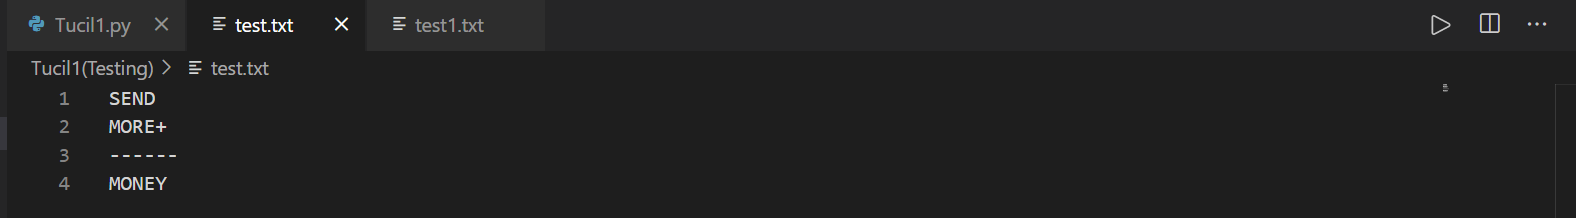 Tucil1.py test.txt test1.txt
Tucil1(Testing) > test.txt
1 SEND
2 MORE+
3 ------
4 MONEY